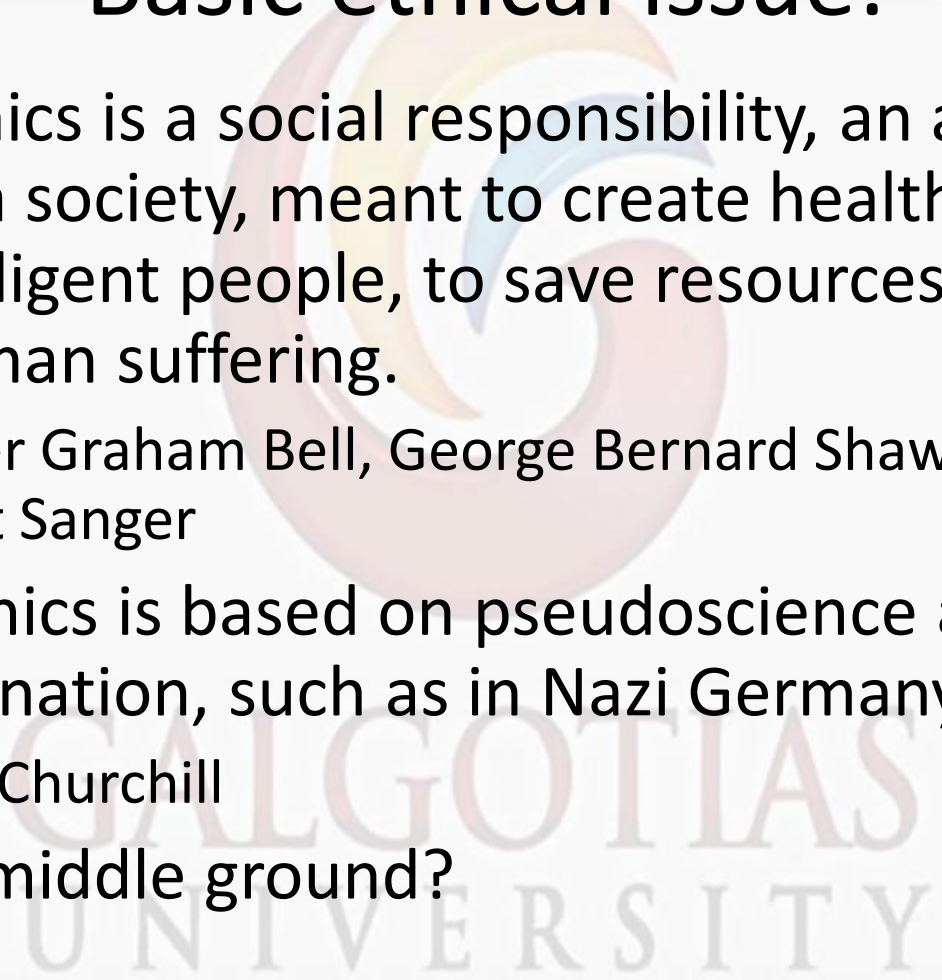 Basic ethical issue?
nics is a social responsibility, an a
n society, meant to create health
ligent people, to save resources
nan suffering.
r Graham Bell, George Bernard Shaw
t Sanger
nics is based on pseudoscience a
nation, such as in Nazi Germany
Churchill
middle ground?
GALGOTIAS
UNIVERSITY